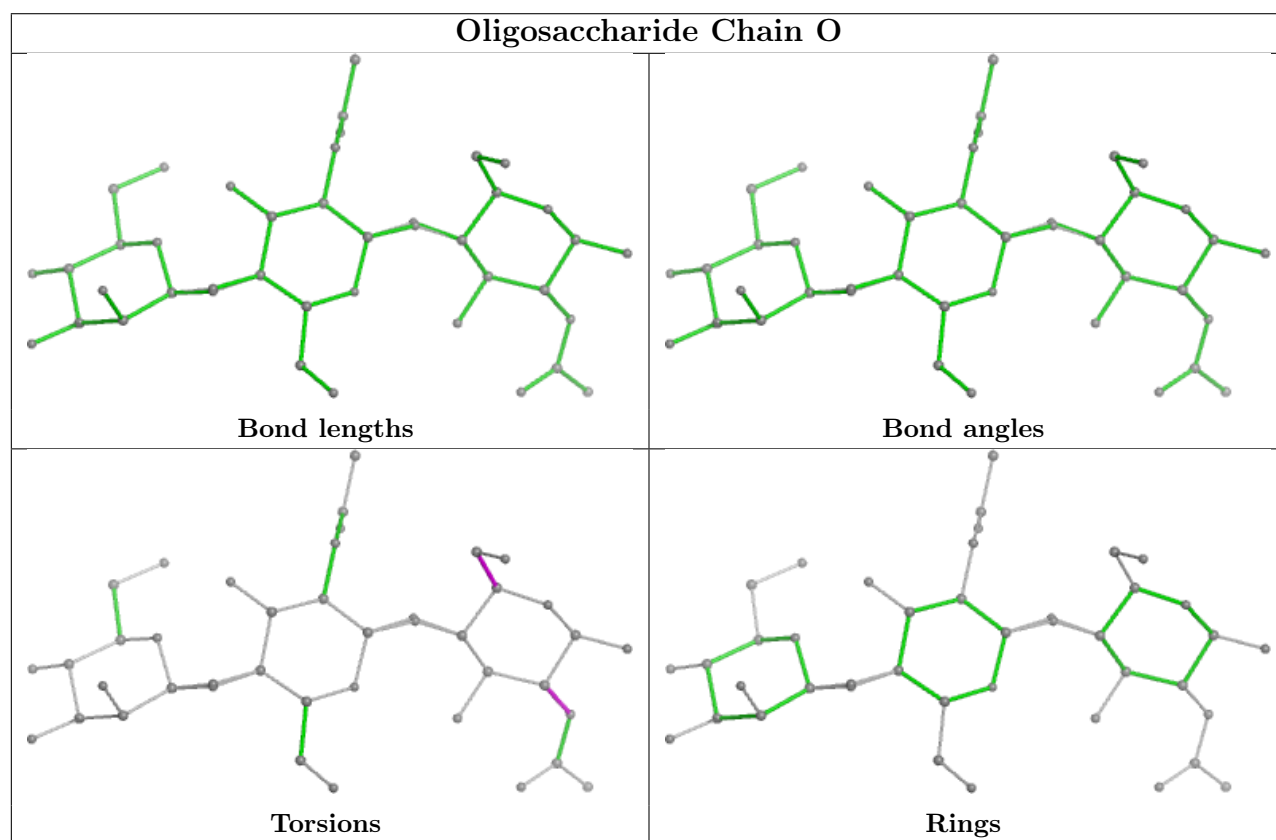 Oligosaccharide Chain O
Bond lengths
Bond angles
Torsions
Rings